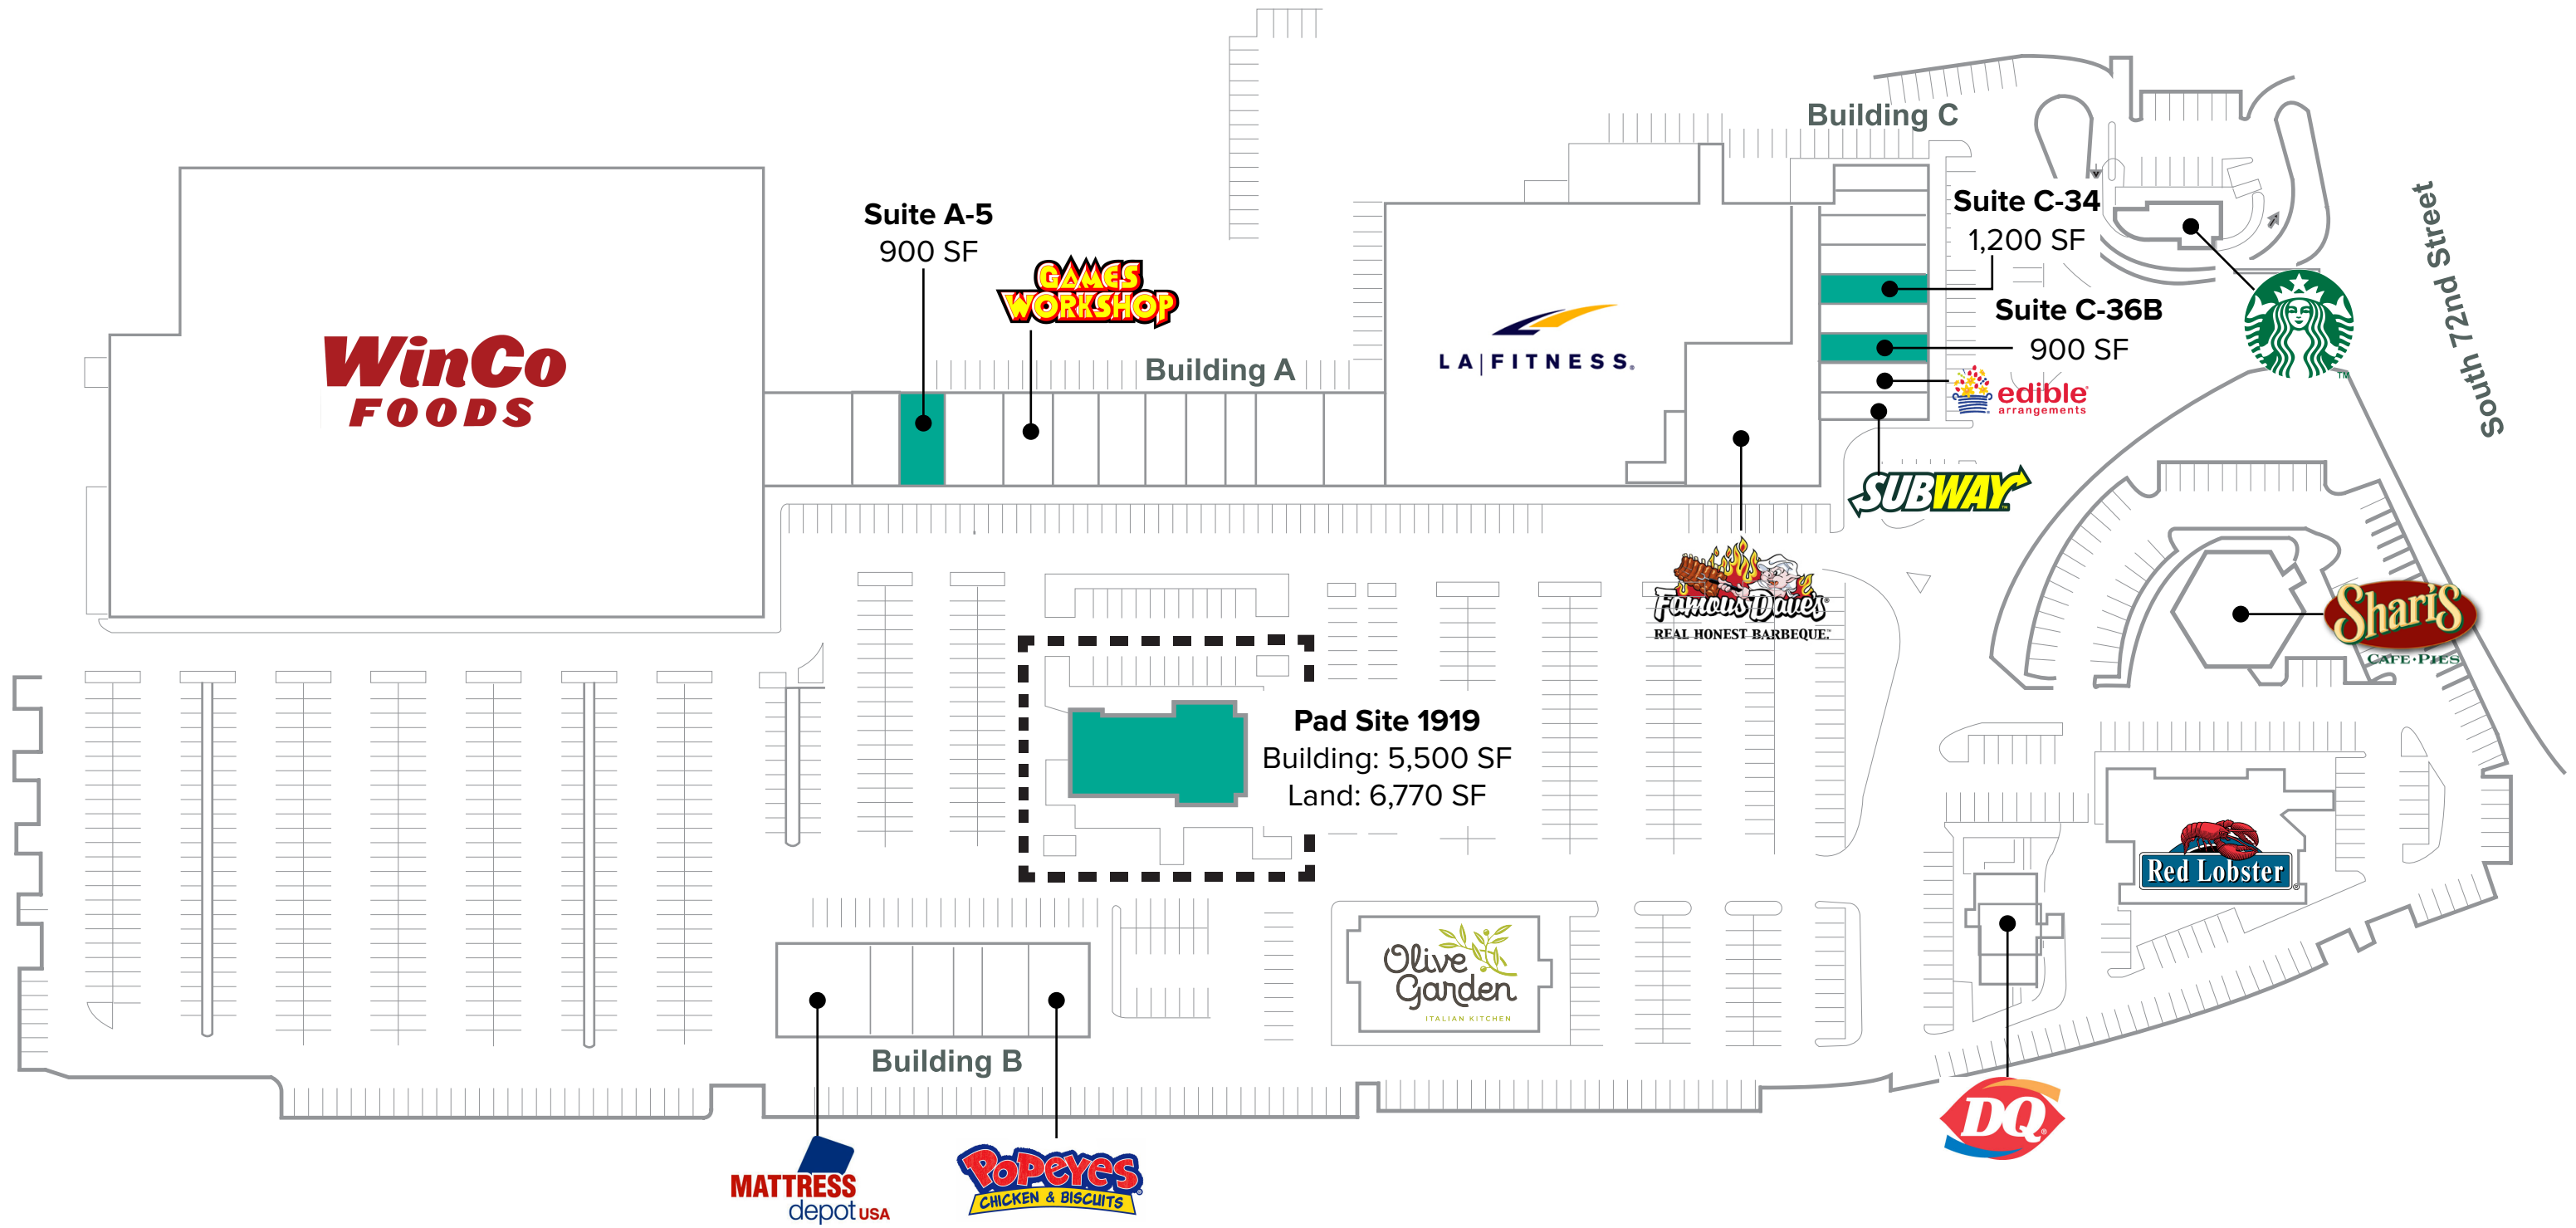 Building C
Suite A-5
900 SF
Suite C-34
1,200 SF
South 72nd Street
GAMES
WORKSHOP
Suite C-36B
900 SF
TM
WinCo
FOODS
Building A
LA|FITNESS®
edible®
arrangements
SUBWAY
Famous Dave's
REAL HONEST BARBEQUE.™
Shari's
CAFE • PIES
Pad Site 1919
Building: 5,500 SF
Land: 6,770 SF
Red Lobster®
Olive
Garden
ITALIAN KITCHEN
Building B
DQ®
MATTRESS
depot USA
POPEYES®
CHICKEN & BISCUITS